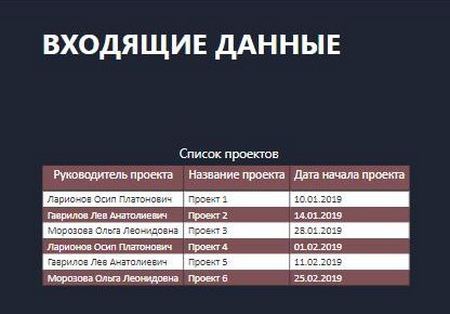 ВХОДЯЩИЕ ДАННЫЕ
Список проектов
Руководитель проекта Название проекта Дата начала проекта
Ларионов Осип Платонович Проект 1 10.01.2019
Гаврилов Лев Анатолиевич Проект 2 14.01.2019
Морозова Ольга Леонидовна Проект 3 28.01.2019
Ларионов Осип Платонович Проект 4 01.02.2019
Гаврилов Лев Анатолиевич Проект 5 11.02.2019
Морозова Ольга Леонидовна Проект 6 25.02.2019